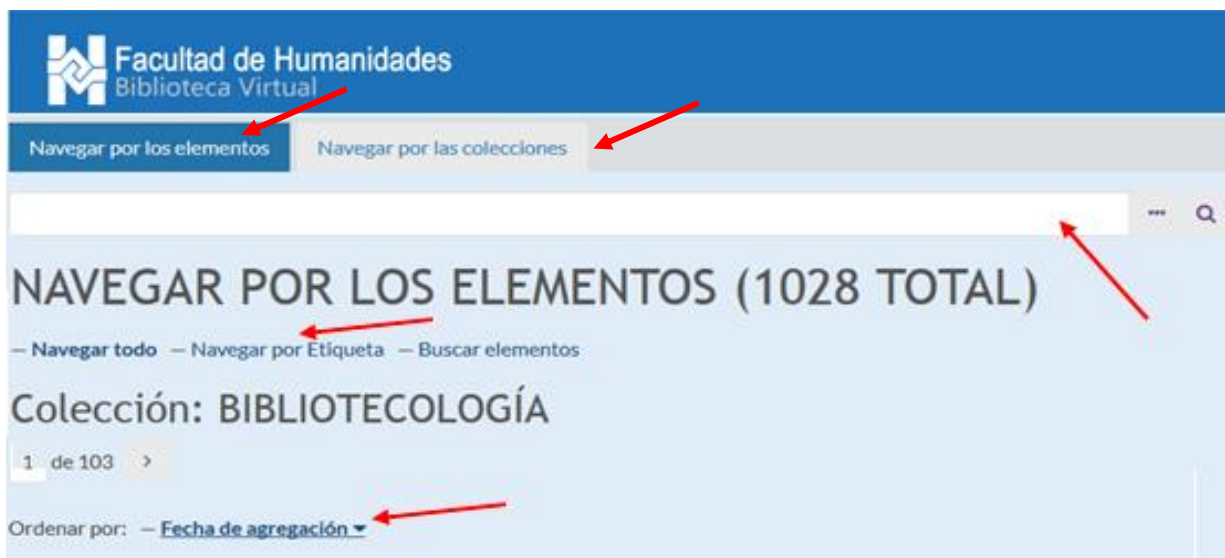 Facultad de Humanidades
Biblioteca Virtual
Navegar por los elementos Navegar por las colecciones
...
NAVEGAR POR LOS ELEMENTOS (1028 TOTAL)
— Navegar todo — Navegar por Etiqueta — Buscar elementos
Colección: BIBLIOTECOLOGÍA
1 de 103 >
Ordenar por: — Fecha de agregación